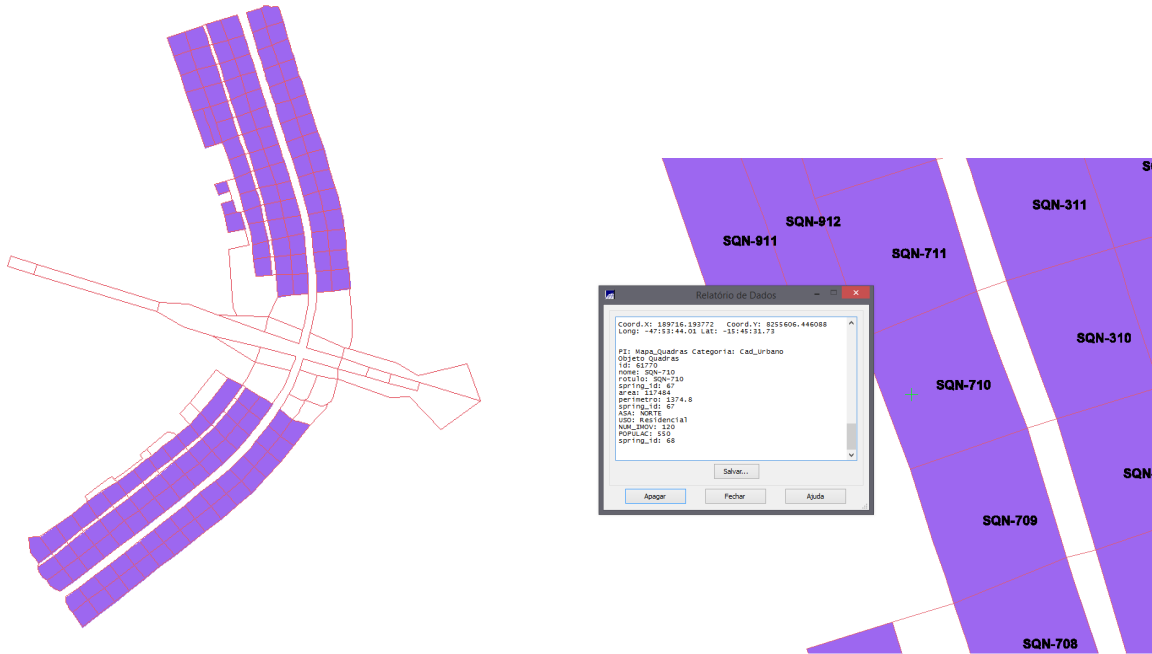 SQN-311
SQN-912
SQN-911
SQN-711
Relatório de Dados
Coord.X: 189716.193772 Coord.Y: 8255606.446088
Long: -47:53:44.01 Lat: -15:45:31.73
PI: Mapa_Quadras Categoria: Cad_Urbano
Objeto Quadras
id: 61770
nome: SQN-710
rotulo: SQN-710
spring_id: 67
area: 117484
perimetro: 1374.8
spring_id: 67
ASA: NORTE
USO: Residencial
NUM_IMOV: 120
POPULAC: 550
spring_id: 68
Salvar...
Apagar Fechar Ajuda
SQN-310
SQN-710
SQN-
SQN-709
SQN-708